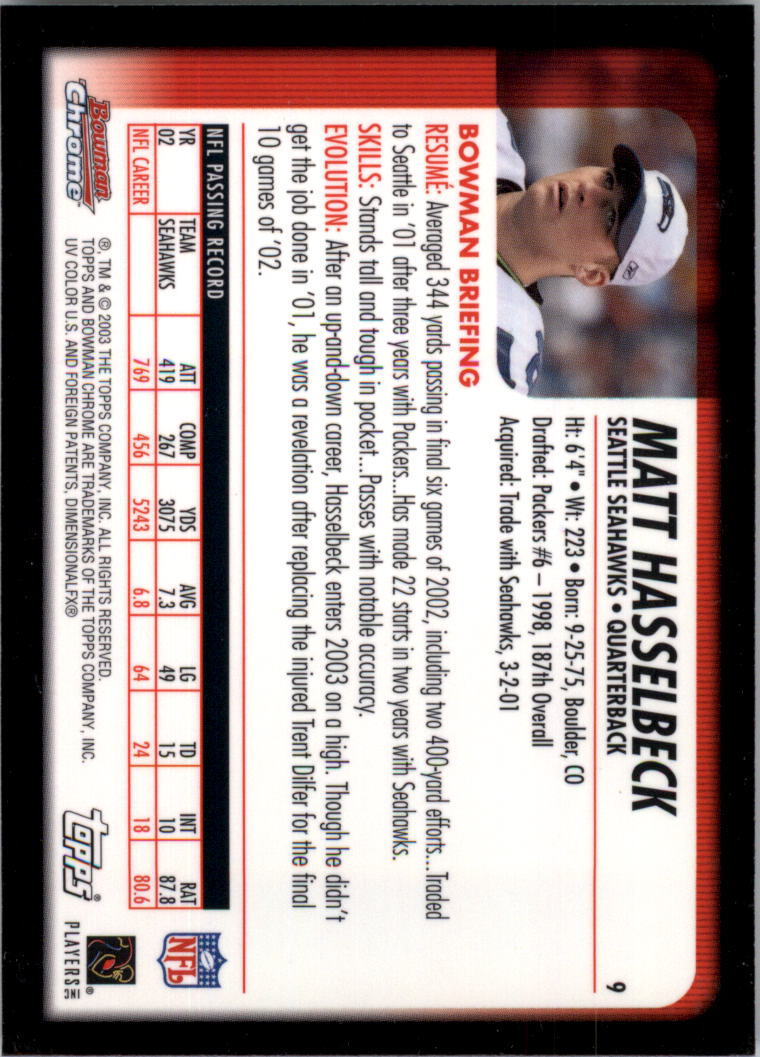 MATT HASSELBECK
SEATTLE SEAHAWKS • QUARTERBACK 9
Ht: 6'4" • Wt: 223 • Born: 9-25-75, Boulder, CO
Drafted: Packers #6 – 1998, 187th Overall
Acquired: Trade with Seahawks, 3-2-01
BOWMAN BRIEFING
RESUMÉ: Averaged 344 yards passing in final six games of 2002, including two 400-yard efforts...Traded
to Seattle in '01 after three years with Packers...Has made 22 starts in two years with Seahawks.
SKILLS: Stands tall and tough in pocket...Passes with notable accuracy.
EVOLUTION: After an up-and-down career, Hasselbeck enters 2003 on a high. Though he didn't
get the job done in '01, he was a revelation after replacing the injured Trent Dilfer for the final
10 games of '02.
NFL PASSING RECORD
YR TEAM ATT COMP YDS AVG LG TD INT RAT
02 SEAHAWKS 419 267 3075 7.3 49 15 10 87.8
NFL CAREER 769 456 5243 6.8 64 24 18 80.6
Bowman
Chrome™
®, TM & © 2003 THE TOPPS COMPANY, INC. ALL RIGHTS RESERVED.
TOPPS AND BOWMAN CHROME ARE TRADEMARKS OF THE TOPPS COMPANY, INC.
UV COLOR U.S. AND FOREIGN PATENTS, DIMENSIONALFX®
topps®
NFL
PLAYERS INC ®